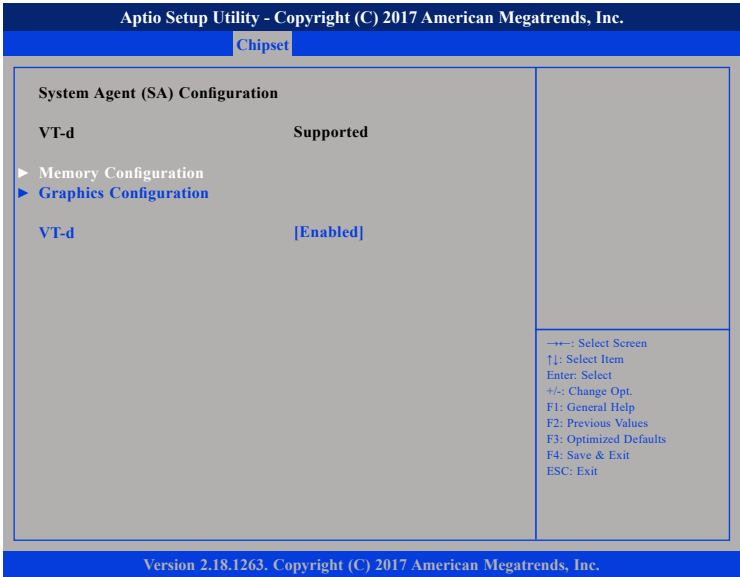 Aptio Setup Utility - Copyright (C) 2017 American Megatrends, Inc.
Chipset
System Agent (SA) Configuration
VT-d Supported
► Memory Configuration
► Graphics Configuration
VT-d [Enabled]
→←: Select Screen
↑↓: Select Item
Enter: Select
+/-: Change Opt.
F1: General Help
F2: Previous Values
F3: Optimized Defaults
F4: Save & Exit
ESC: Exit
Version 2.18.1263. Copyright (C) 2017 American Megatrends, Inc.